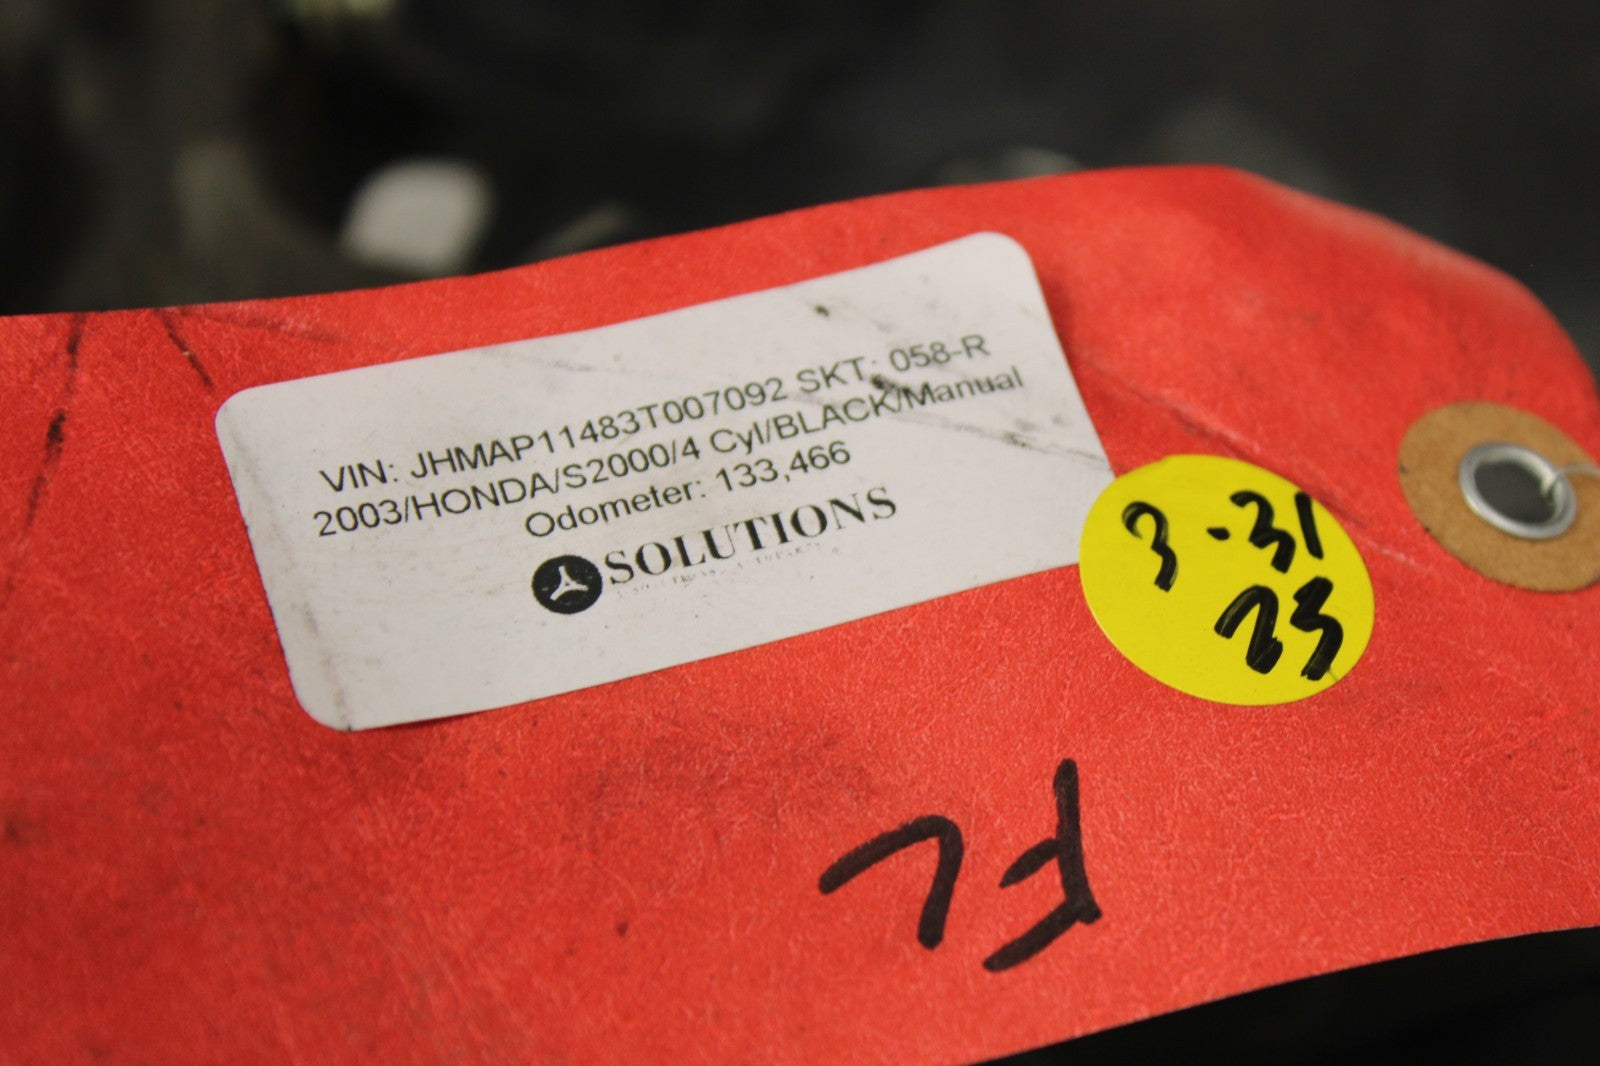 VIN: JHMAP11483T007092 SKT: 058-R
2003/HONDA/S2000/4 Cyl/BLACK/Manual
Odometer: 133,466
SOLUTIONS
3-31
23
FL